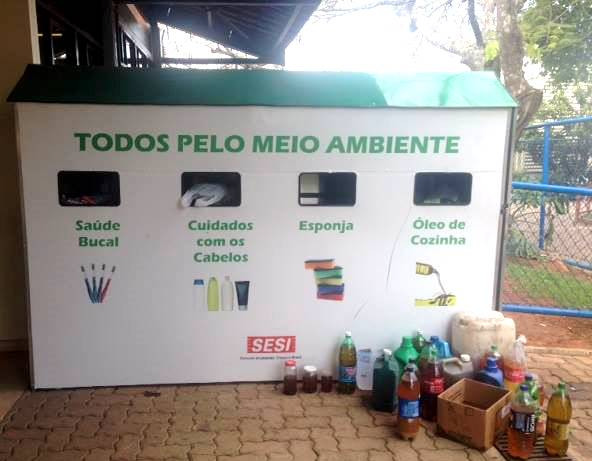 TODOS PELO MEIO AMBIENTE
Saúde
Bucal
Cuidados
com os
Cabelos
Esponja
Óleo de
Cozinha
SESI